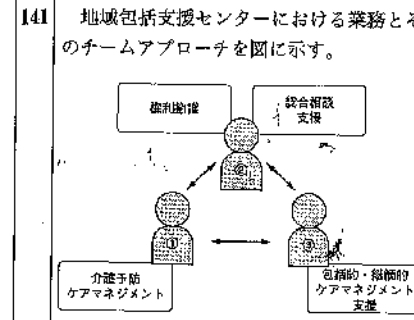 141
地域包括支援センターにおける業務とそ
のチームアプローチを図に示す。
権利擁護
総合相談
支援
②
①
③
介護予防
ケアマネジメント
包括的・継続的
ケアマネジメント
支援